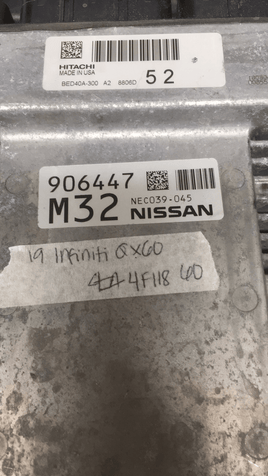 HITACHI
MADE IN USA
BED40A-300 A2 8606D 52
906447
NEC039-045
M32 NISSAN
19 Infiniti QX60
4F118 60